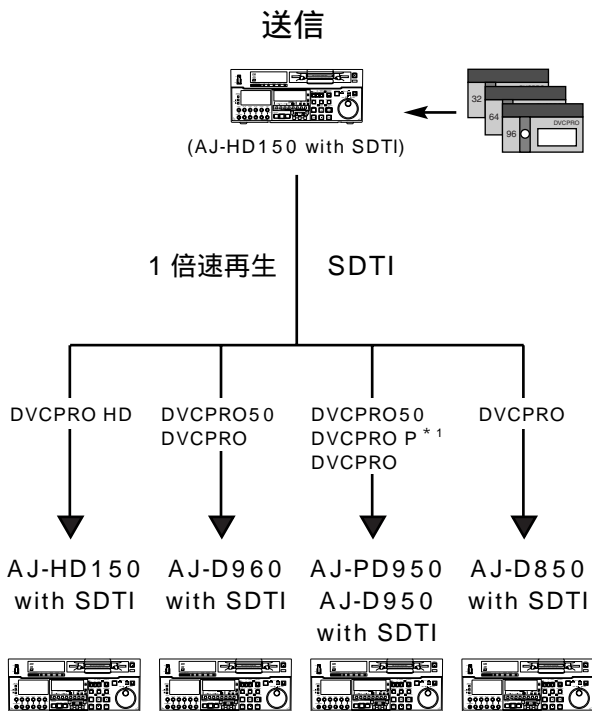 送信
32
64
96
DVCPRO
(AJ-HD150 with SDTI)
1 倍速再生
SDTI
DVCPRO HD
DVCPRO50
DVCPRO
DVCPRO50
DVCPRO P *1
DVCPRO
DVCPRO
AJ-HD150
with SDTI
AJ-D960
with SDTI
AJ-PD950
AJ-D950
with SDTI
AJ-D850
with SDTI